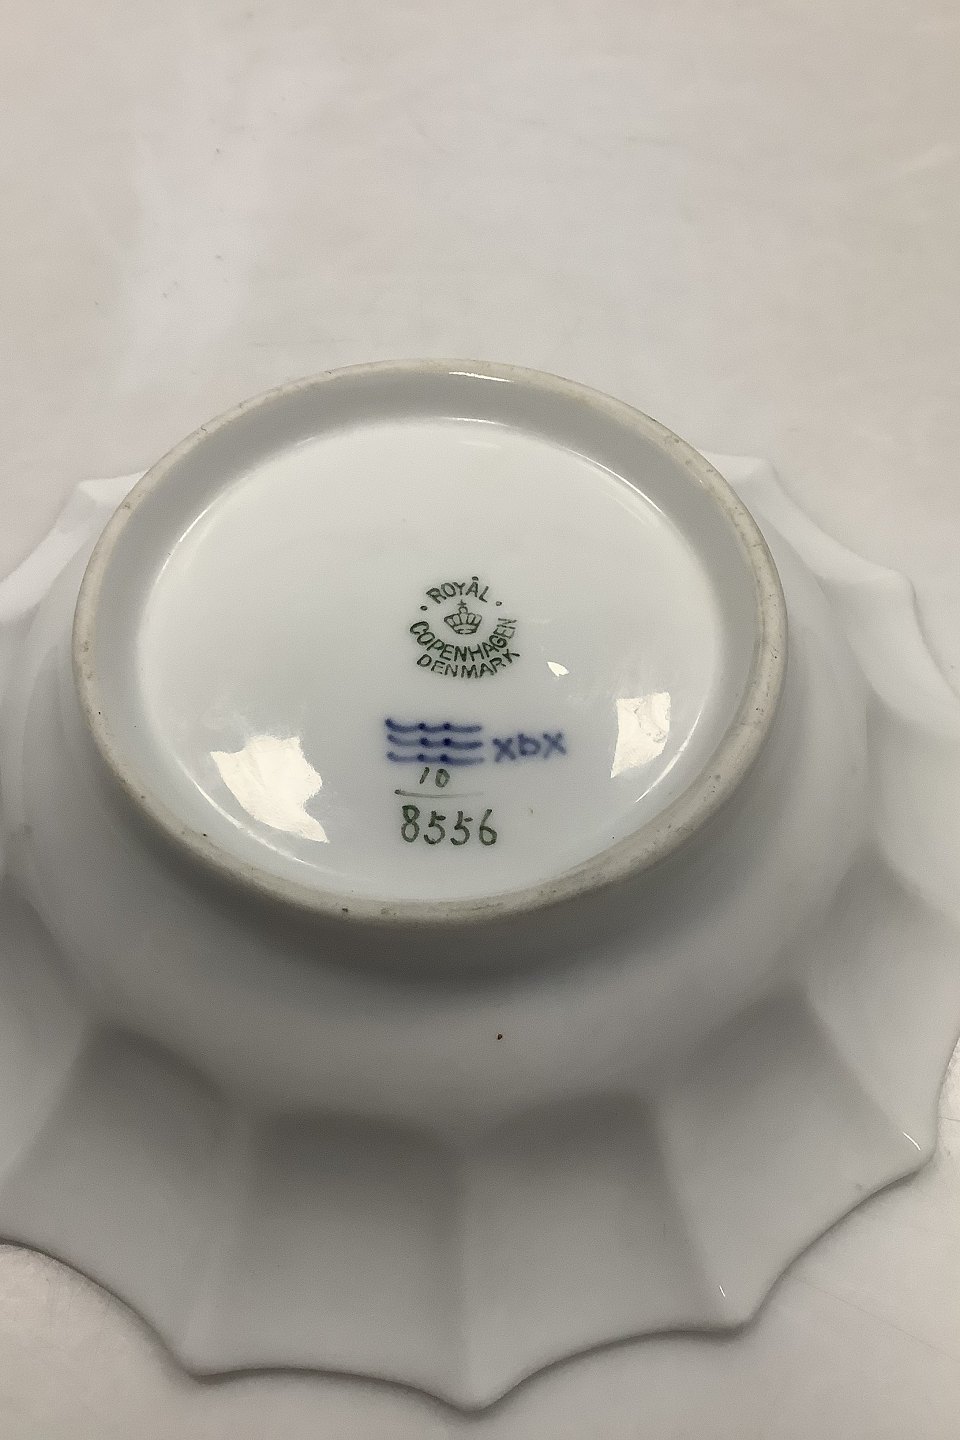 ROYAL
COPENHAGEN
DENMARK
xbx
10
8556